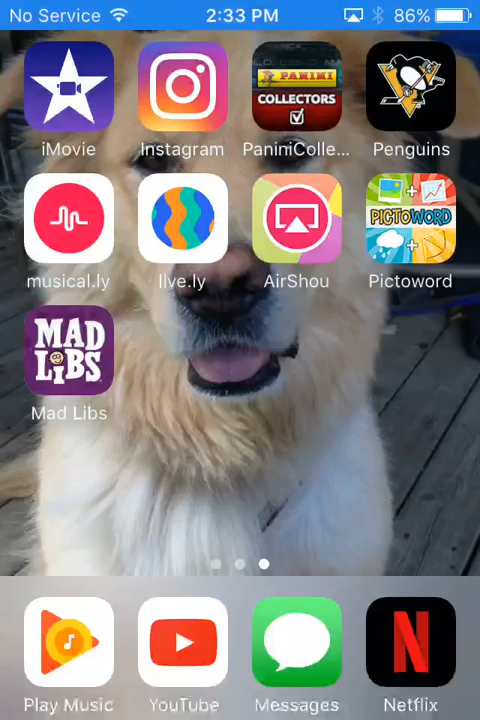 No Service 2:33 PM 86%
PANINI
COLLECTORS
iMovie Instagram PaniniColle... Penguins
PICTOWORD
musical.ly live.ly AirShou Pictoword
MAD
LIBS
Mad Libs
Play Music YouTube Messages Netflix